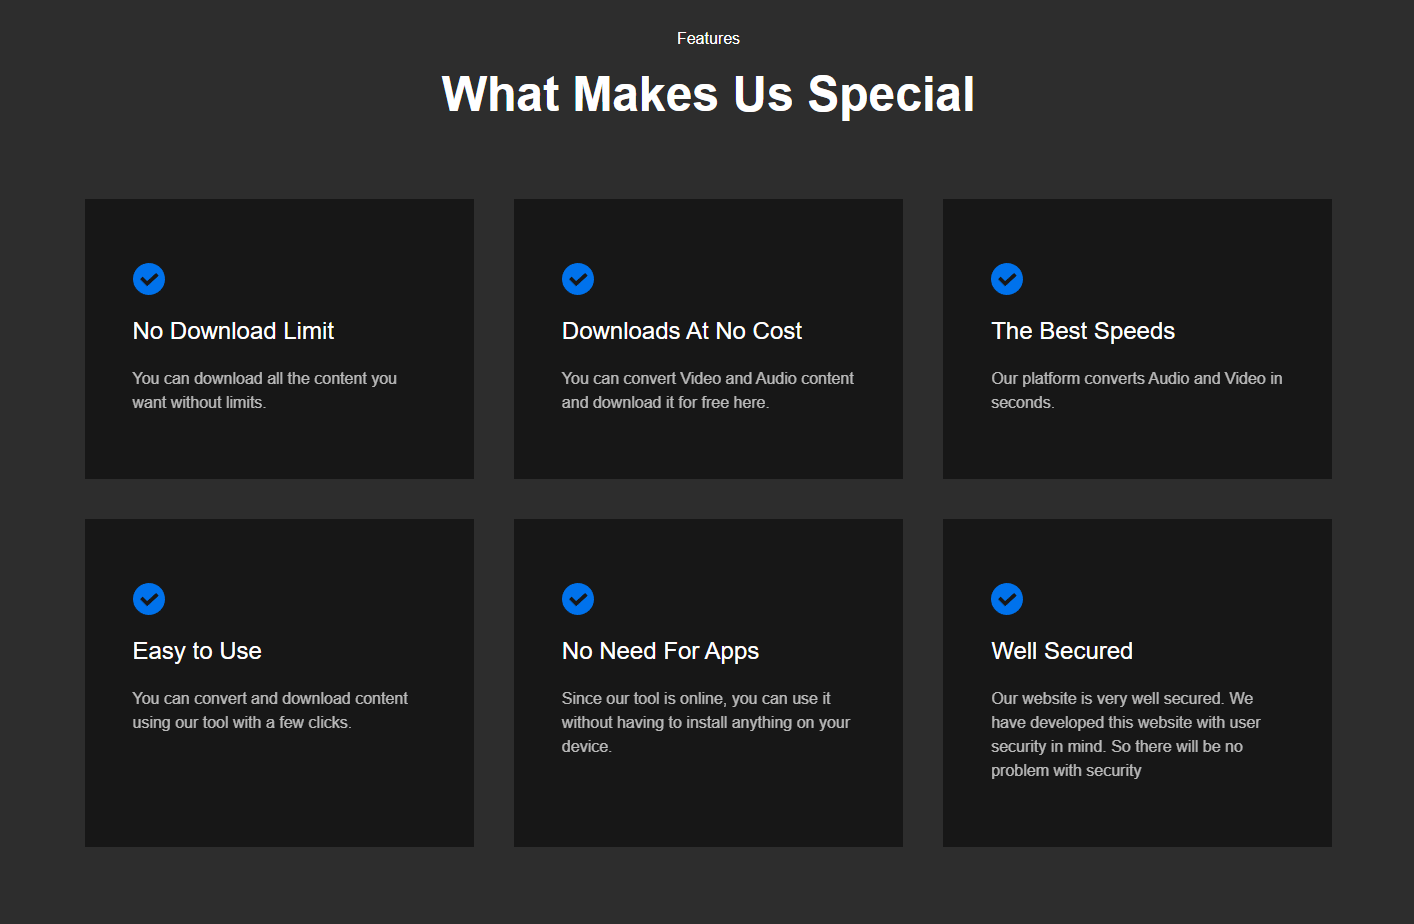 Features
What Makes Us Special
No Download Limit
You can download all the content you
want without limits.
Downloads At No Cost
You can convert Video and Audio content
and download it for free here.
The Best Speeds
Our platform converts Audio and Video in
seconds.
Easy to Use
You can convert and download content
using our tool with a few clicks.
No Need For Apps
Since our tool is online, you can use it
without having to install anything on your
device.
Well Secured
Our website is very well secured. We
have developed this website with user
security in mind. So there will be no
problem with security